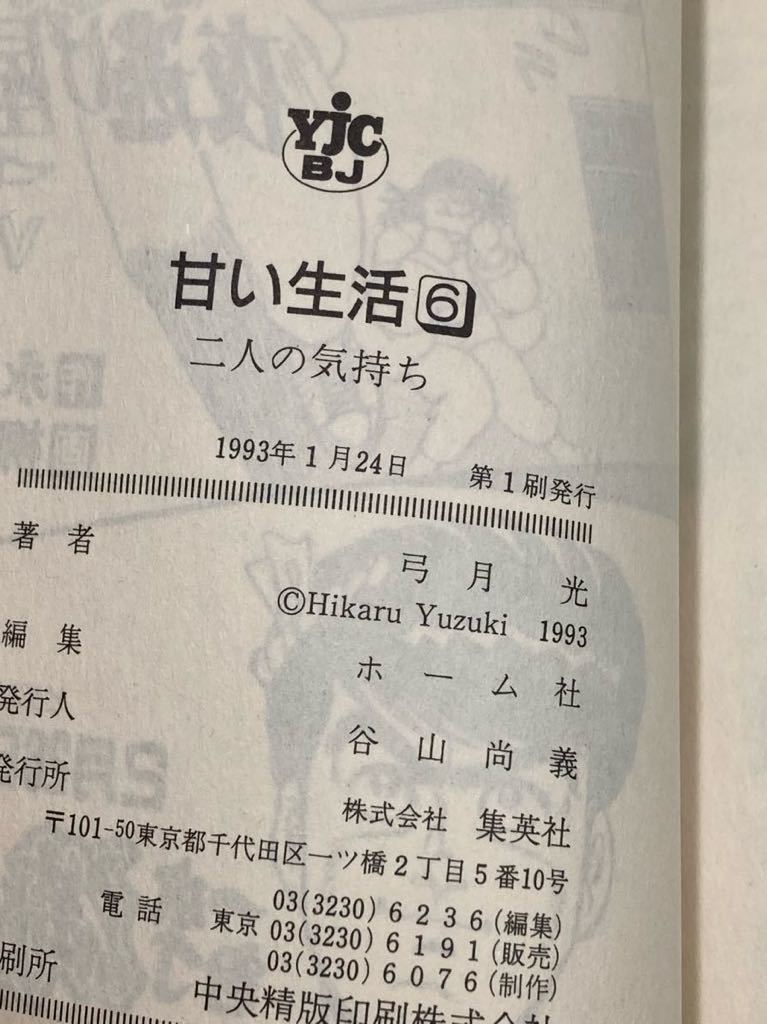 YJC
BJ
甘い生活6
二人の気持ち
1993年1月24日 第1刷発行
著者 弓月光
©Hikaru Yuzuki 1993
編集 ホーム社
発行人 谷山尚義
発行所 株式会社 集英社
〒101-50東京都千代田区一ツ橋2丁目5番10号
電話 東京 03(3230)6236(編集)
03(3230)6191(販売)
03(3230)6076(制作)
刷所 中央精版印刷株式会社